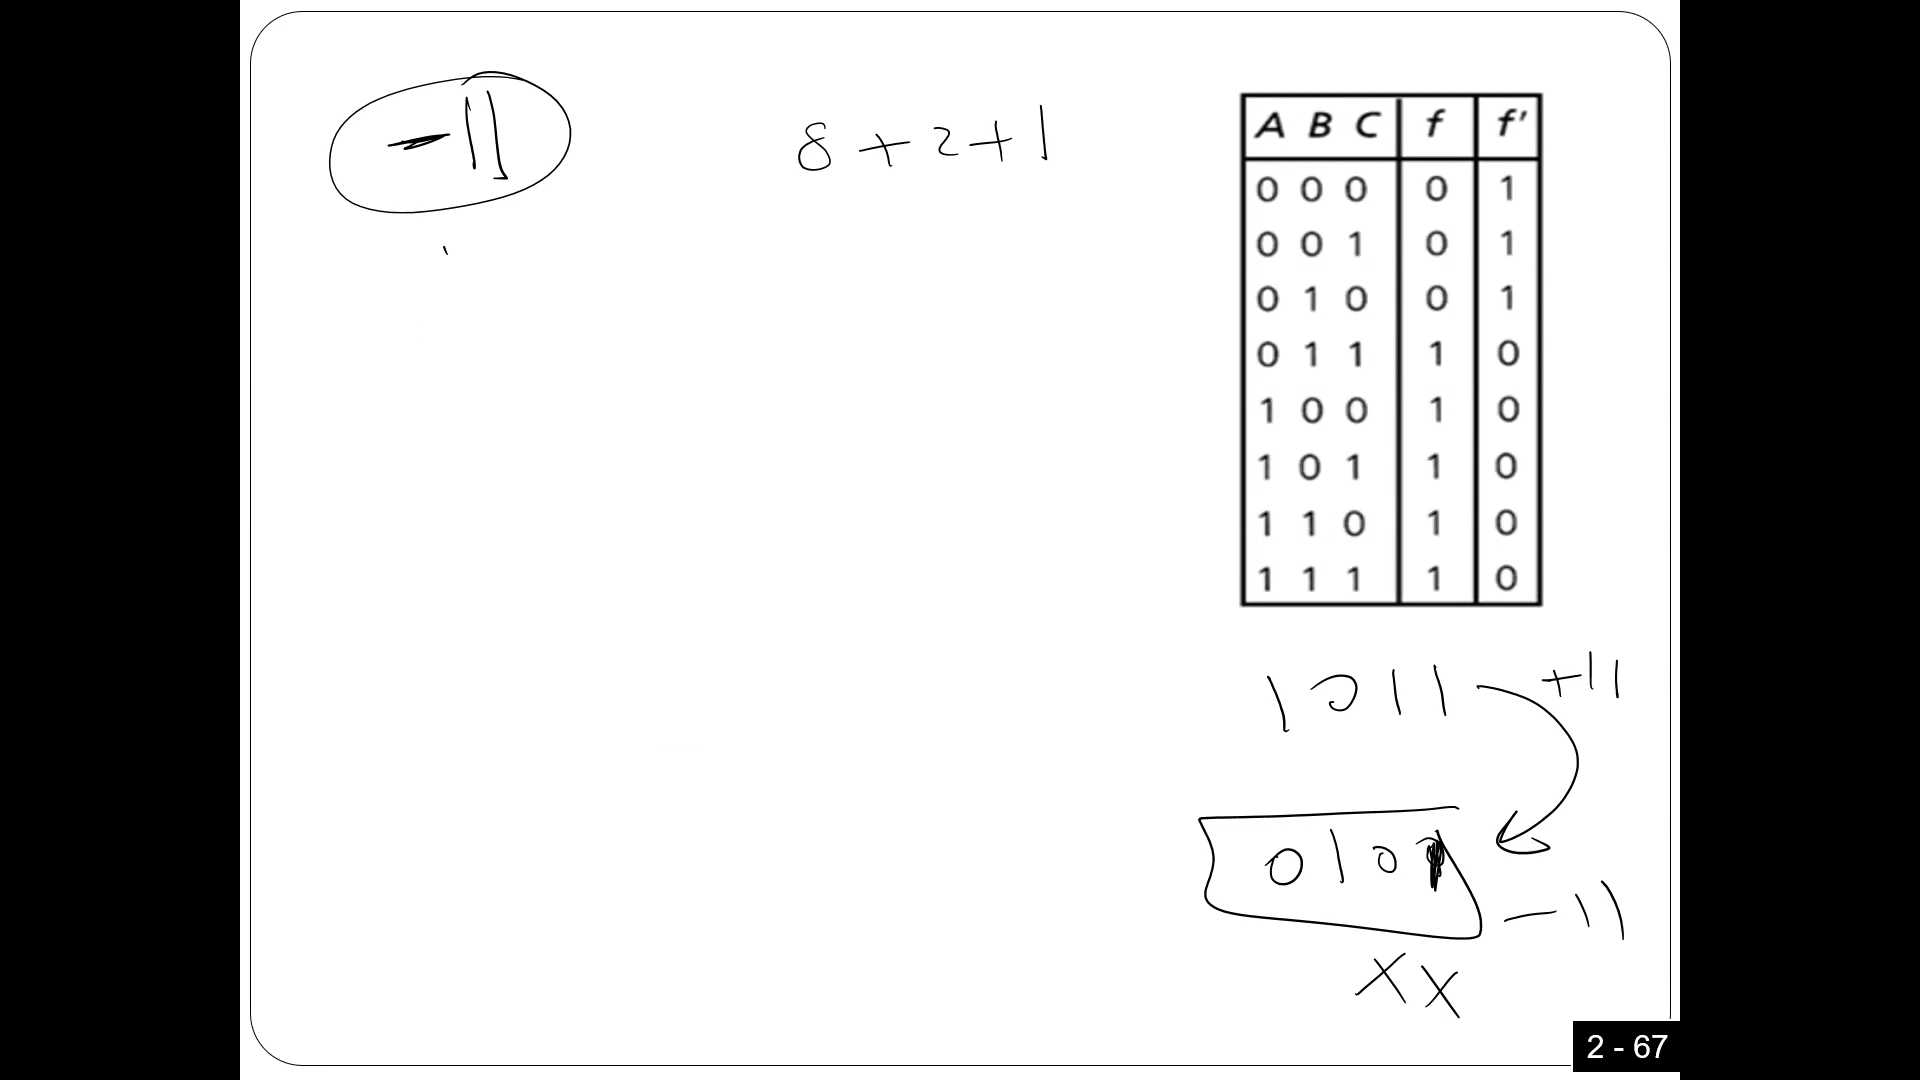 -11
8+2+1
A B C f f'
0 0 0 0 1
0 0 1 0 1
0 1 0 0 1
0 1 1 1 0
1 0 0 1 0
1 0 1 1 0
1 1 0 1 0
1 1 1 1 0
1011 +11
0101
-11
XX
2 - 67